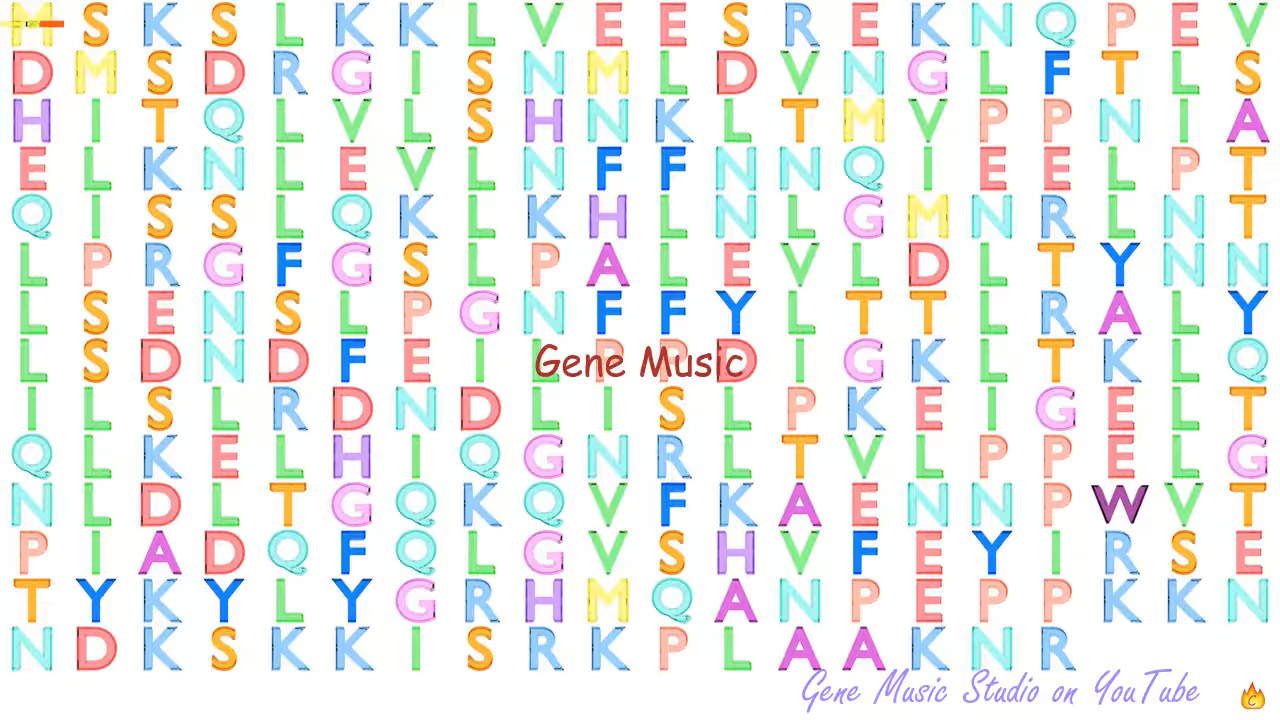 M S K S L K K L V E E S R E K N Q P E V
D M S D R G I S N M L D V N G L F T L S
H I T Q L V L S H N K L T M V P P N I A
E L K N L E V L N F F N N Q I E E L P T
Q I S S L Q K L K H L N L G M N R L N T
L P R G F G S L P A L E V L D L T Y N N
L S E N S L P G N F F Y L T T L R A L Y
L S D N D F E I L P P D I G K L T K L Q
Gene Music
I L S L R D N D L I S L P K E I G E L T
Q L K E L H I Q G N R L T V L P P E L G
N L D L T G Q K Q V F K A E N N P W V T
P I A D Q F Q L G V S H V F E Y I R S E
T Y K Y L Y G R H M Q A N P E P P K K N
N D K S K K I S R K P L A A K N R
Gene Music Studio on YouTube
C